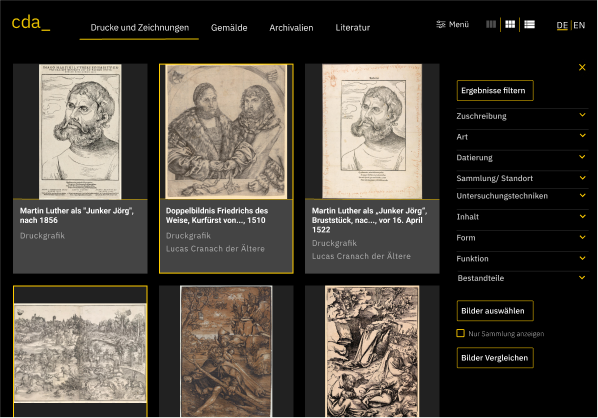 cda_
Drucke und Zeichnungen
Gemälde
Archivalien
Literatur
Menü
DE|EN
Ergebnisse filtern
Zuschreibung
Art
Datierung
Sammlung/ Standort
Untersuchungstechniken
Inhalt
Form
Funktion
Bestandteile
Bilder auswählen
Nur Sammlung anzeigen
Bilder Vergleichen
Martin Luther als "Junker Jörg",
nach 1856
Druckgrafik
Doppelbildnis Friedrichs des
Weise, Kurfürst von..., 1510
Druckgrafik
Lucas Cranach der Ältere
Martin Luther als „Junker Jörg“,
Bruststück, nac..., vor 16. April
1522
Druckgrafik
Lucas Cranach der Ältere